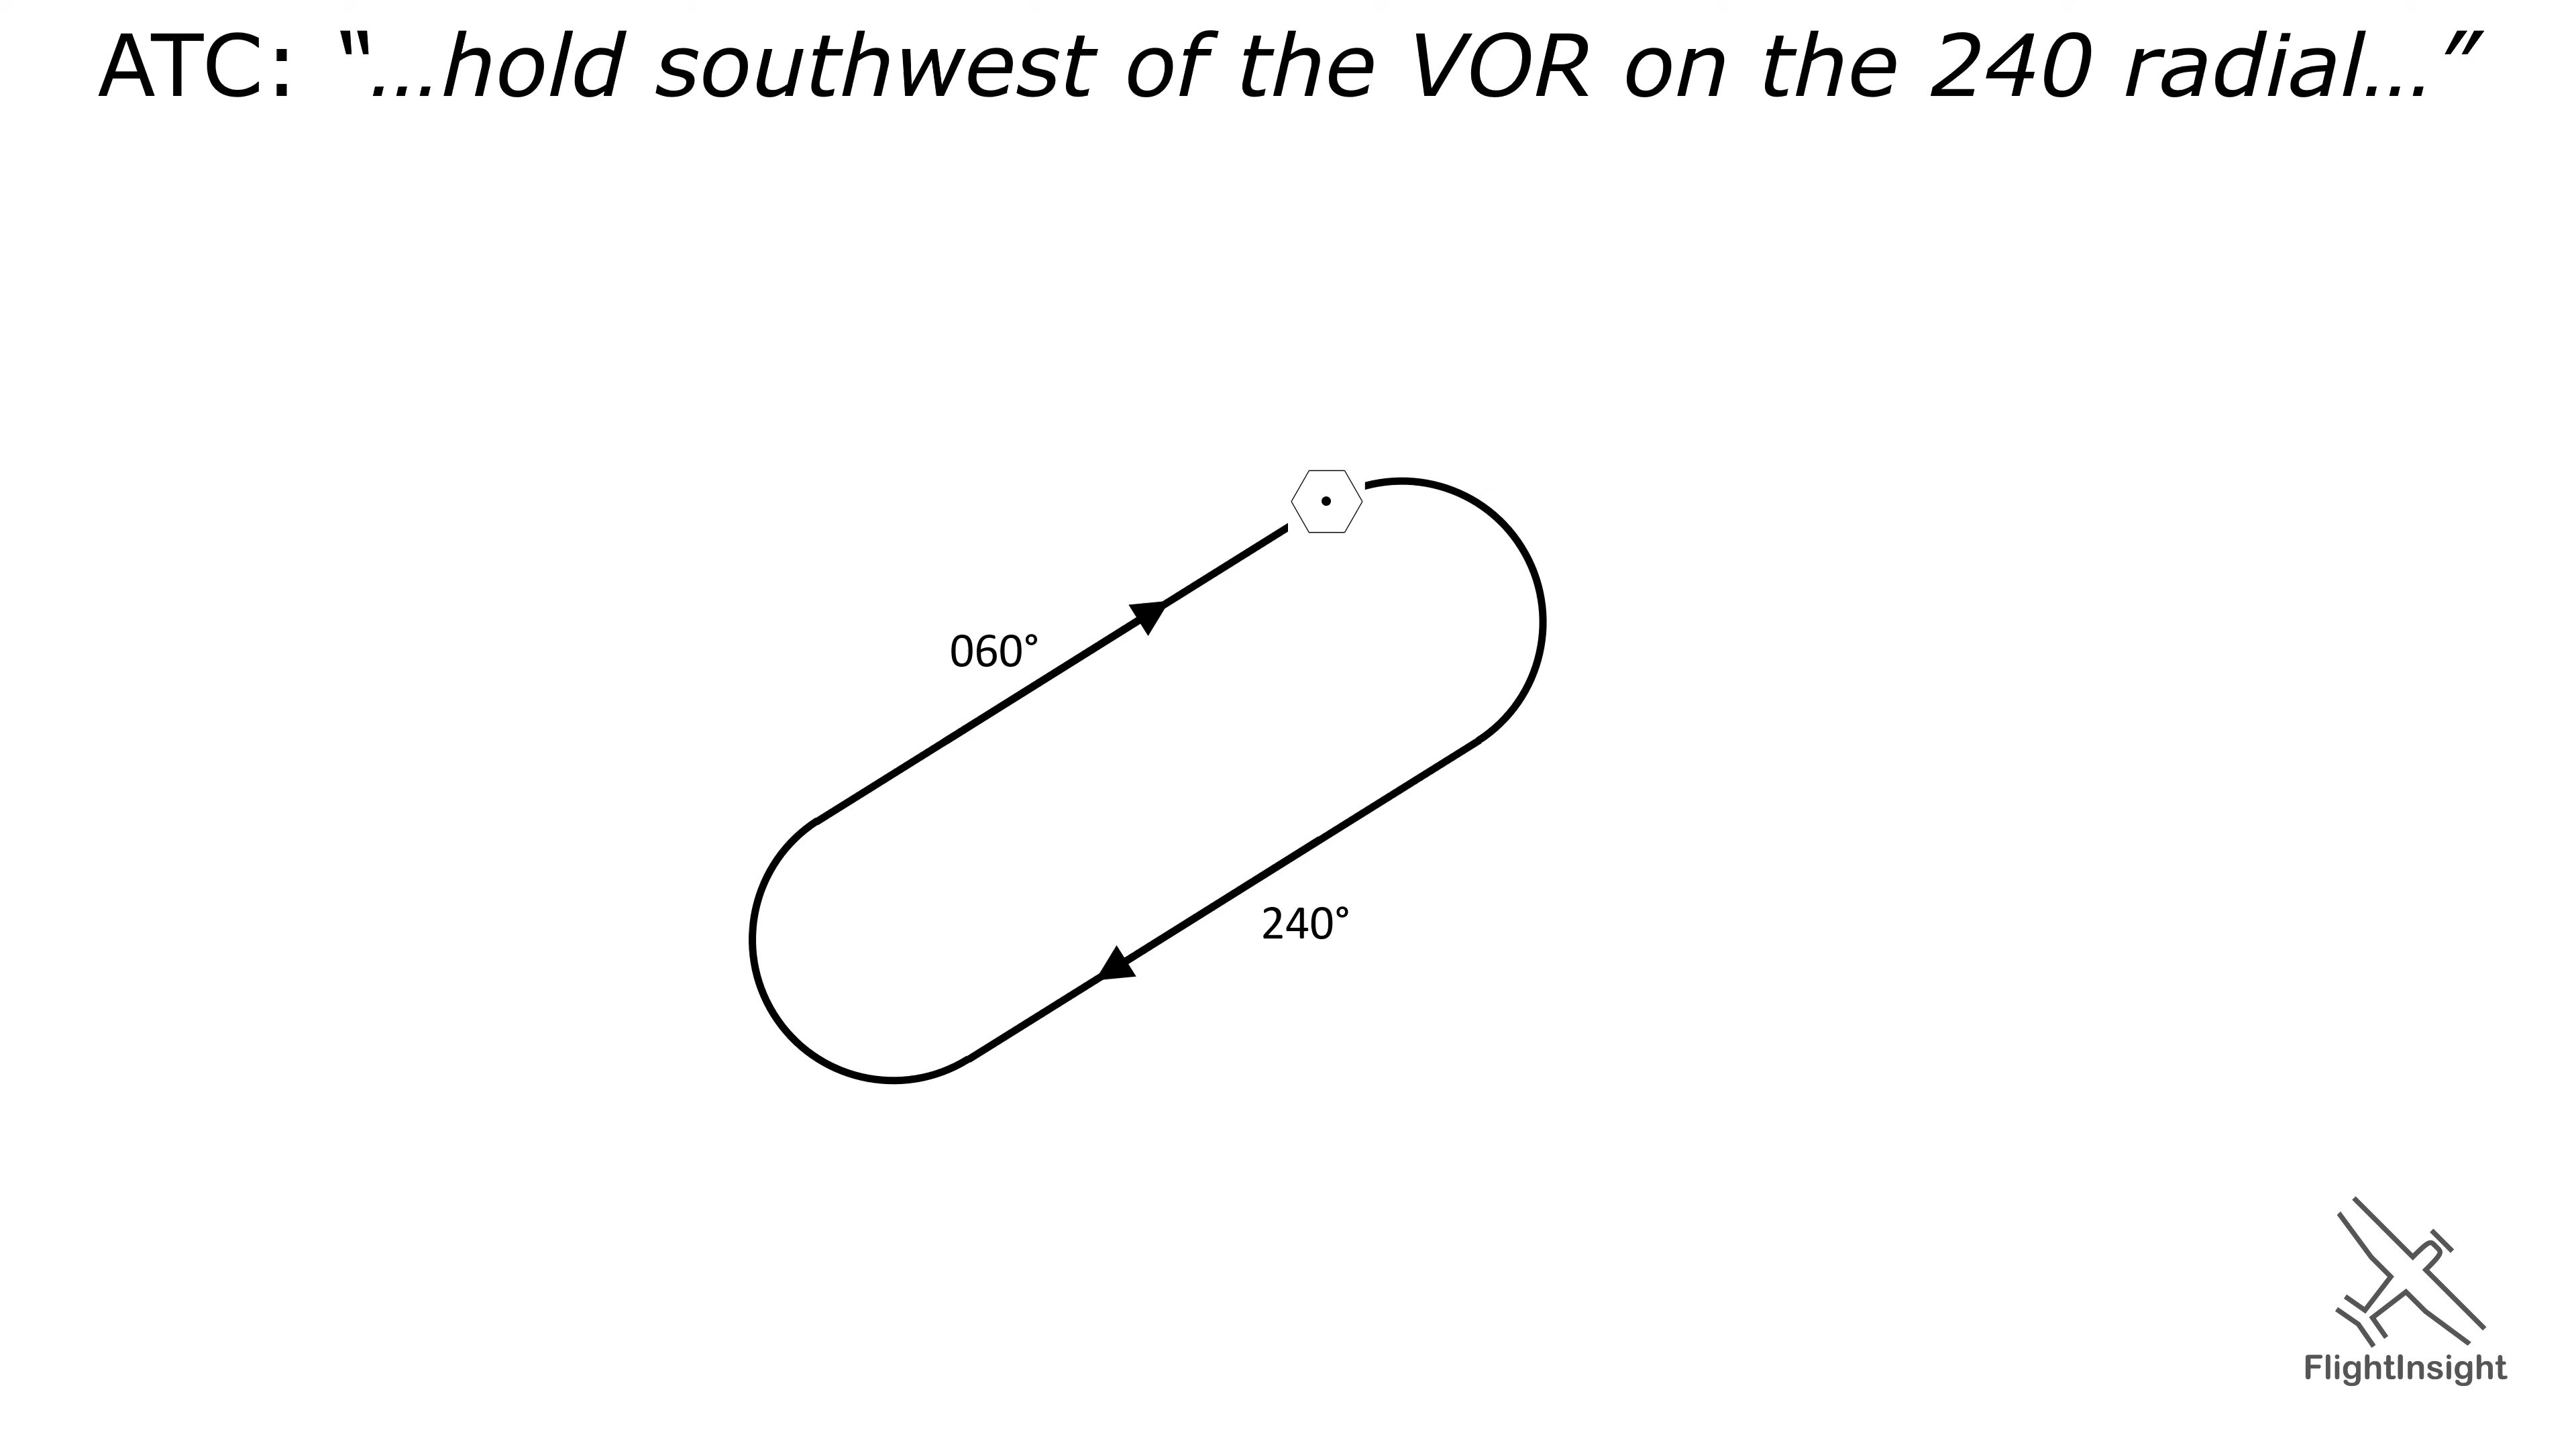 ATC: “…hold southwest of the VOR on the 240 radial…”
060°
240°
FlightInsight